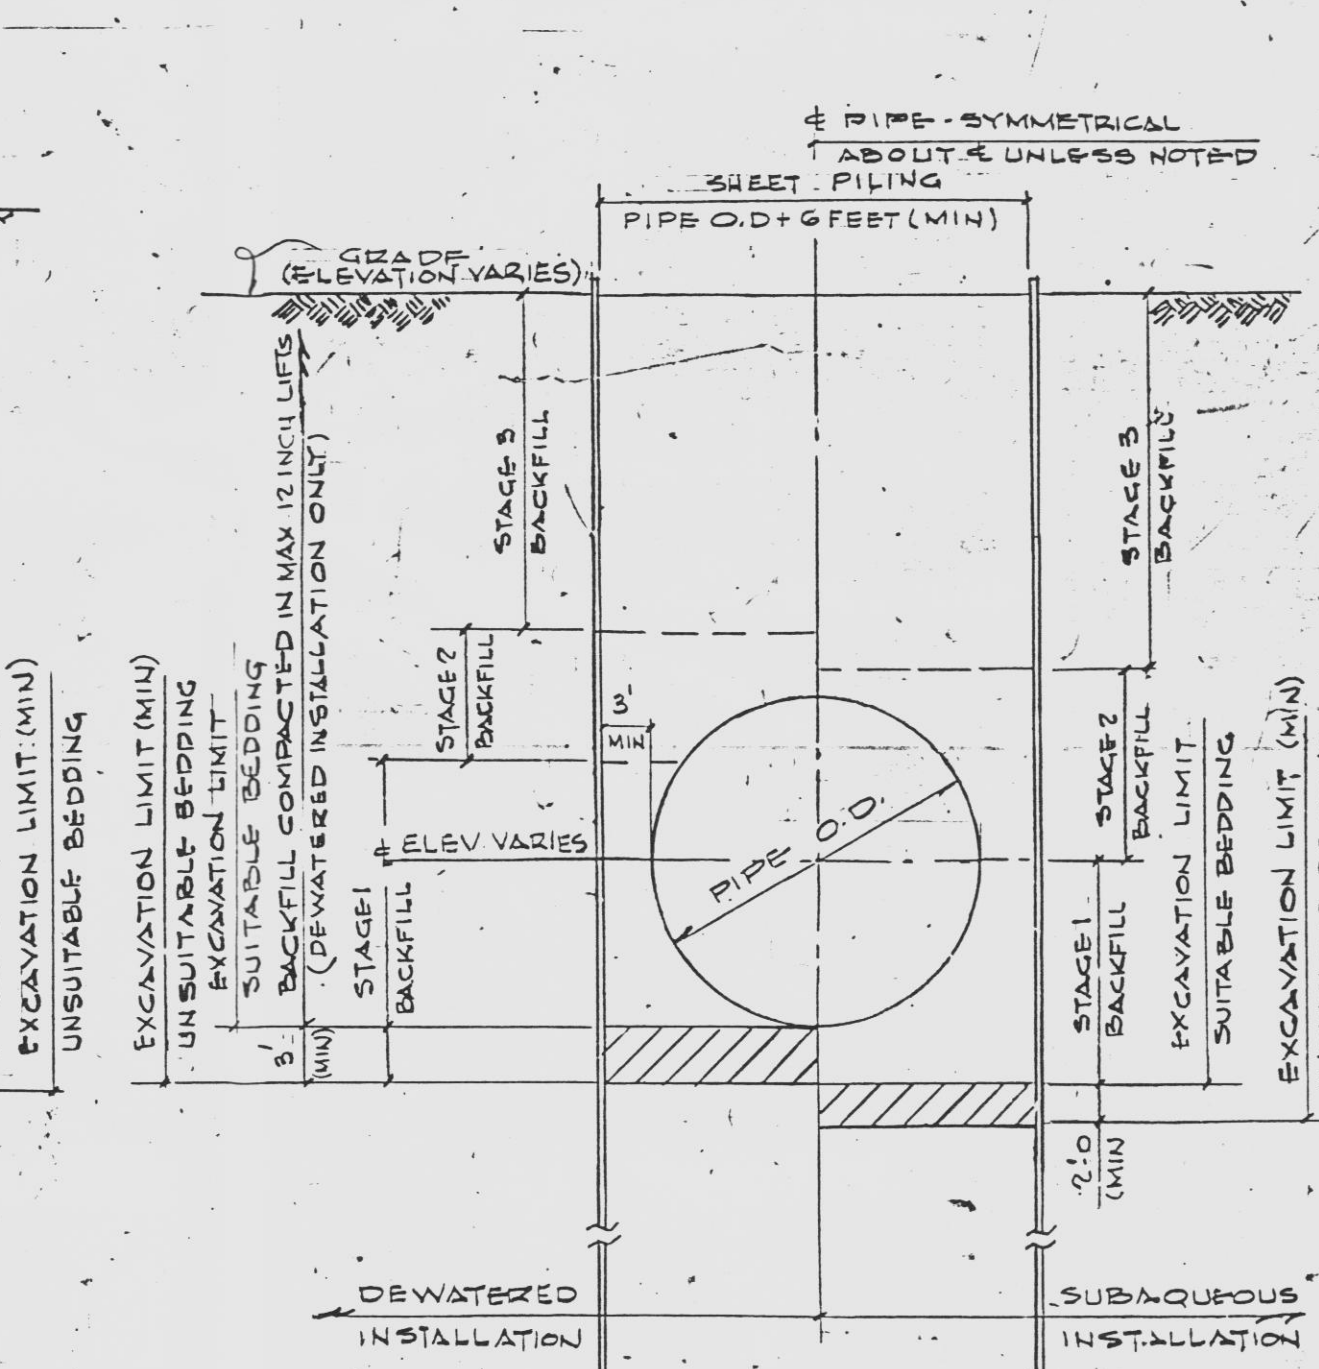 ℄ PIPE - SYMMETRICAL
ABOUT ℄ UNLESS NOTED
SHEET PILING
PIPE O.D + 6 FEET (MIN)
GRADE
(ELEVATION VARIES)
EXCAVATION LIMIT (MIN)
UNSUITABLE BEDDING
EXCAVATION LIMIT (MIN)
UNSUITABLE BEDDING
EXCAVATION LIMIT
SUITABLE BEDDING
BACKFILL COMPACTED IN MAX 12 INCH LIFTS
(DEWATERED INSTALLATION ONLY)
3'
(MIN)
STAGE 3
BACKFILL
STAGE 2
BACKFILL
STAGE 1
BACKFILL
℄ ELEV. VARIES
3'
MIN
PIPE O.D.
STAGE 3
BACKFILL
STAGE 2
BACKFILL
STAGE 1
BACKFILL
EXCAVATION LIMIT
SUITABLE BEDDING
EXCAVATION LIMIT (MIN)
2'.0
(MIN
DEWATERED
INSTALLATION
SUBAQUEOUS
INSTALLATION